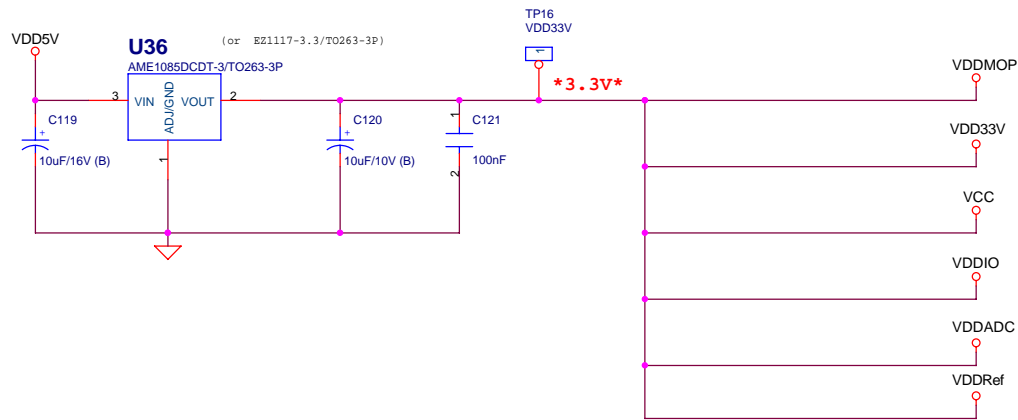 TP16
VDD33V
1
VDD5V
U36
(or EZ1117-3.3/TO263-3P)
AME1085DCDT-3/TO263-3P
*3.3V*
VDDMOP
3
VIN
ADJ/GND
VOUT
2
1
C119
+
10uF/16V (B)
C120
+
10uF/10V (B)
1
C121
100nF
2
VDD33V
VCC
VDDIO
VDDADC
VDDRef